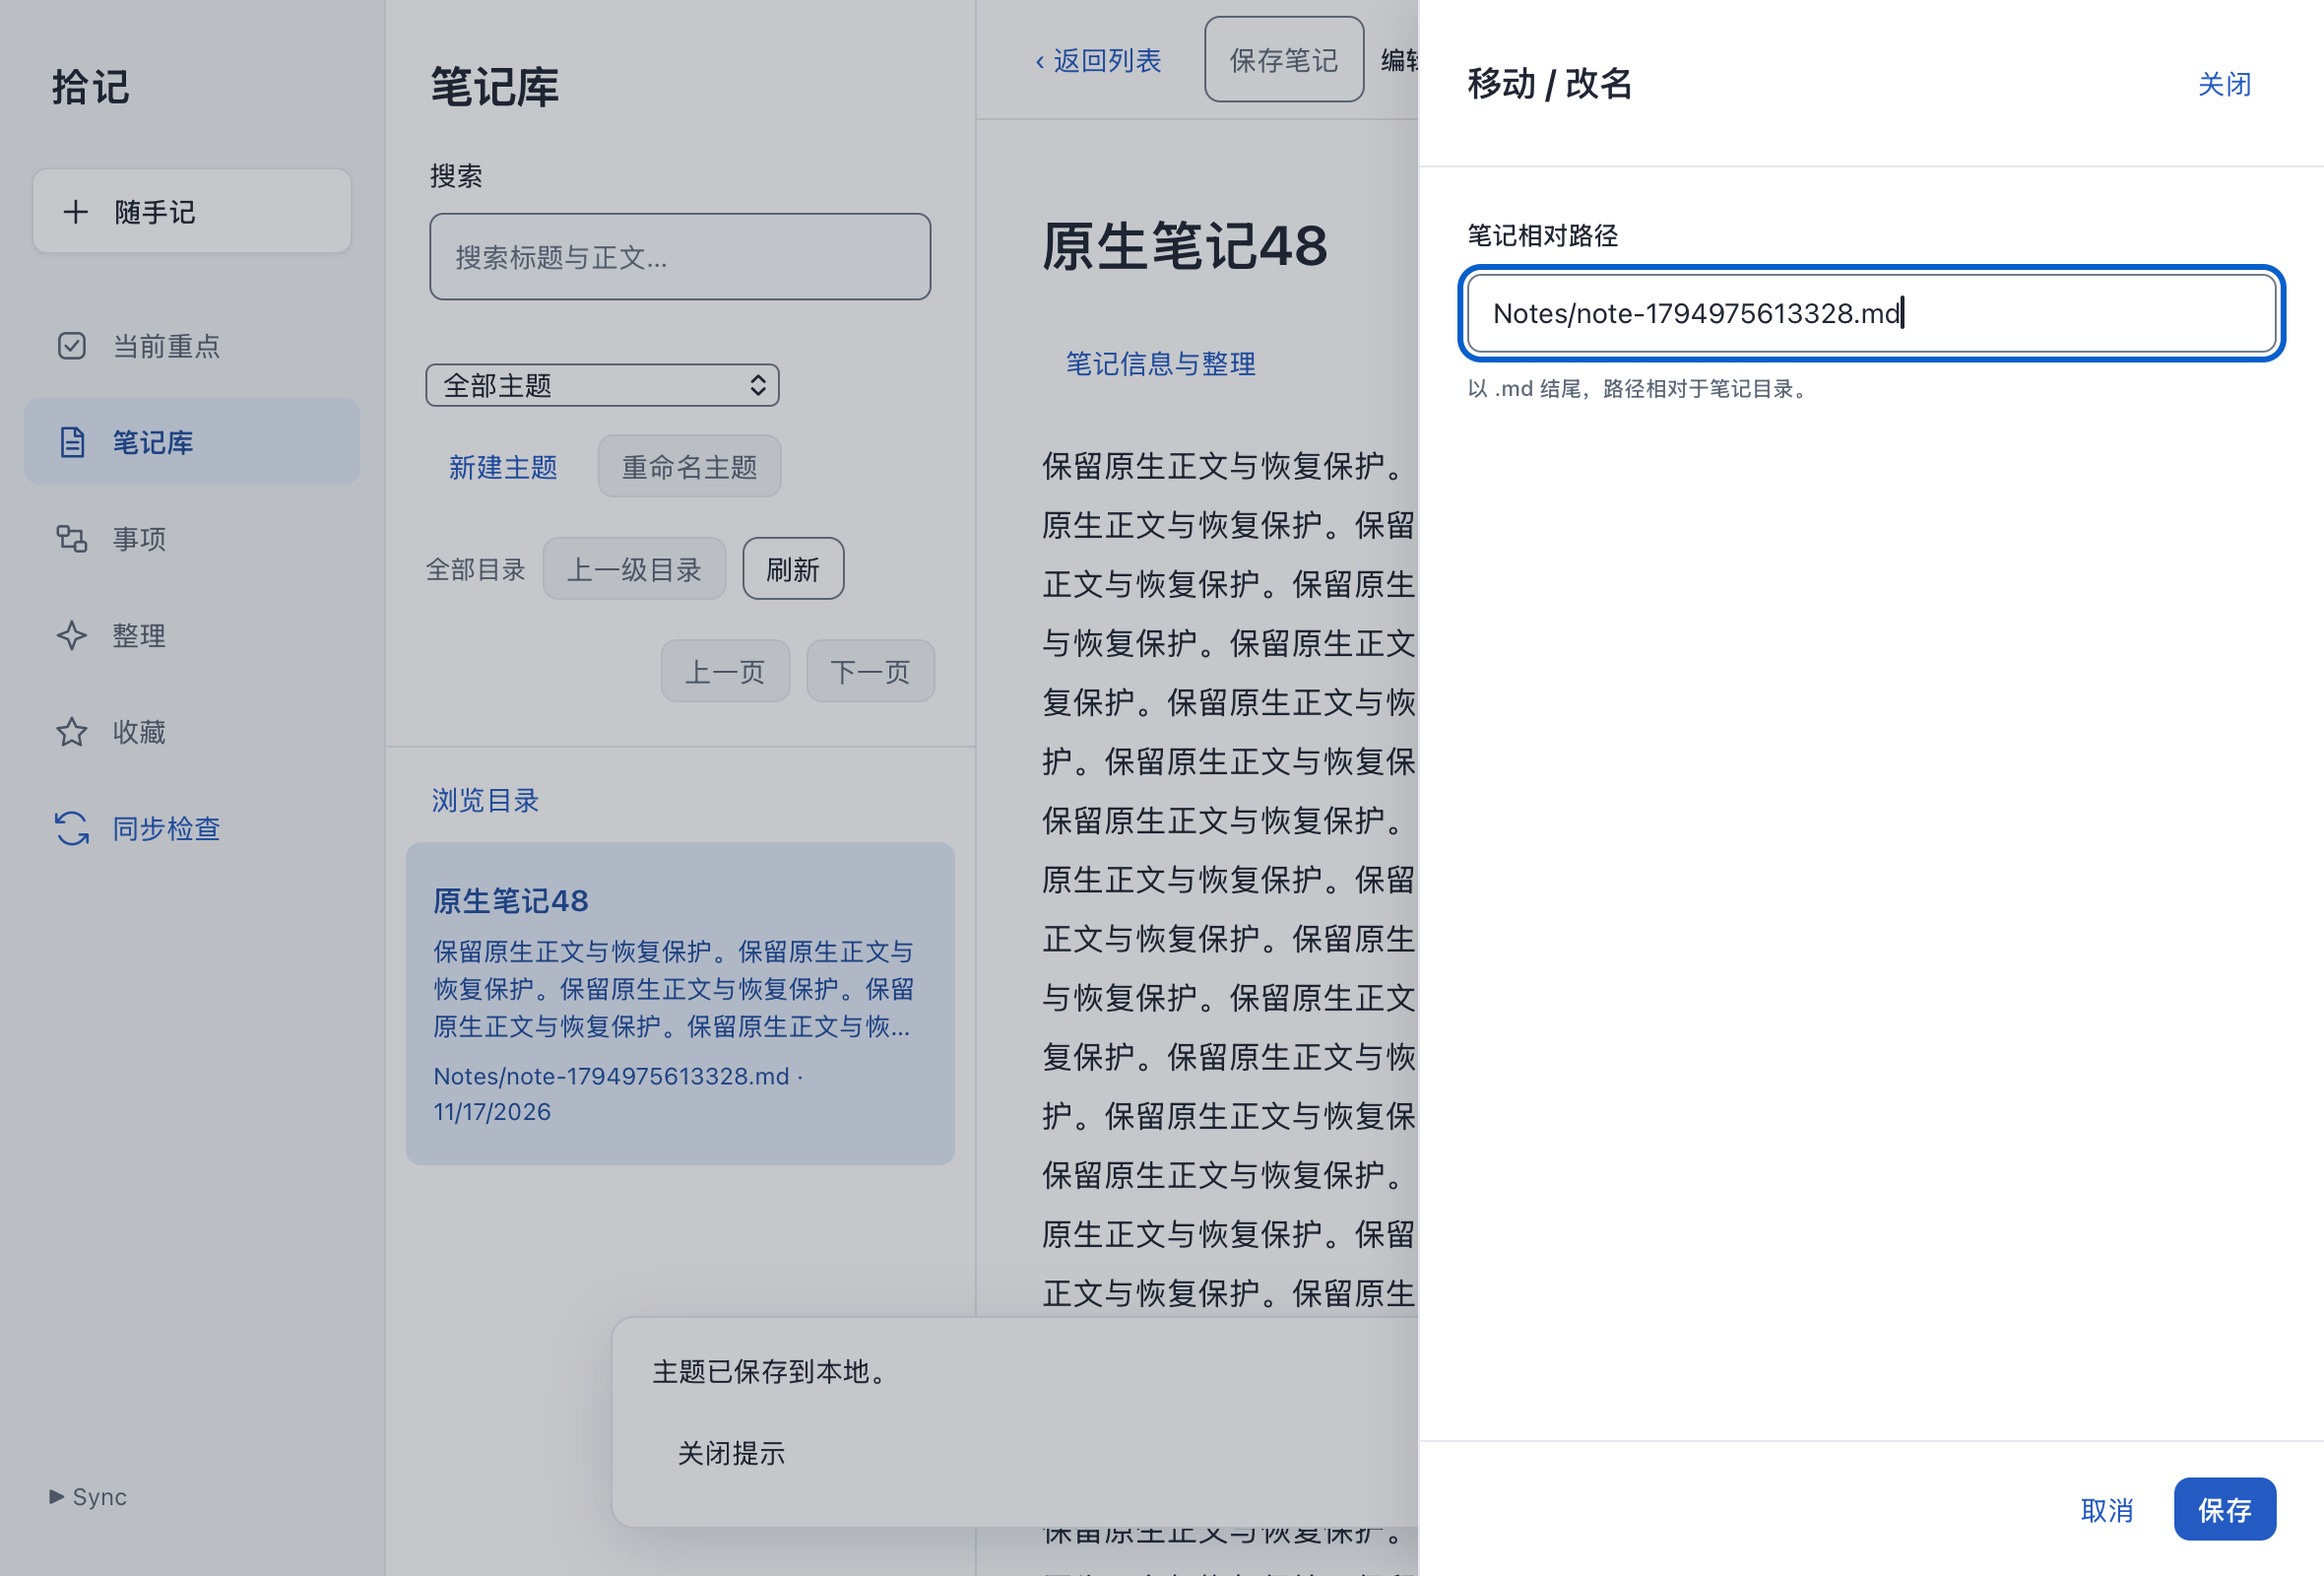 拾记
随手记
当前重点
笔记库
事项
整理
收藏
同步检查
Sync
笔记库
搜索
搜索标题与正文...
全部主题
新建主题
重命名主题
全部目录
上一级目录
刷新
上一页
下一页
浏览目录
原生笔记48
保留原生正文与恢复保护。保留原生正文与
恢复保护。保留原生正文与恢复保护。保留
原生正文与恢复保护。保留原生正文与恢...
Notes/note-1794975613328.md ·
11/17/2026
‹ 返回列表
保存笔记
编辑
原生笔记48
笔记信息与整理
保留原生正文与恢复保护。
原生正文与恢复保护。保留
正文与恢复保护。保留原生
与恢复保护。保留原生正文
复保护。保留原生正文与恢
护。保留原生正文与恢复保
保留原生正文与恢复保护。
原生正文与恢复保护。保留
正文与恢复保护。保留原生
与恢复保护。保留原生正文
复保护。保留原生正文与恢
护。保留原生正文与恢复保
保留原生正文与恢复保护。
原生正文与恢复保护。保留
正文与恢复保护。保留原生
主题已保存到本地。
关闭提示
保留原生正文与恢复保护。
移动 / 改名
关闭
笔记相对路径
Notes/note-1794975613328.md
以 .md 结尾，路径相对于笔记目录。
取消
保存